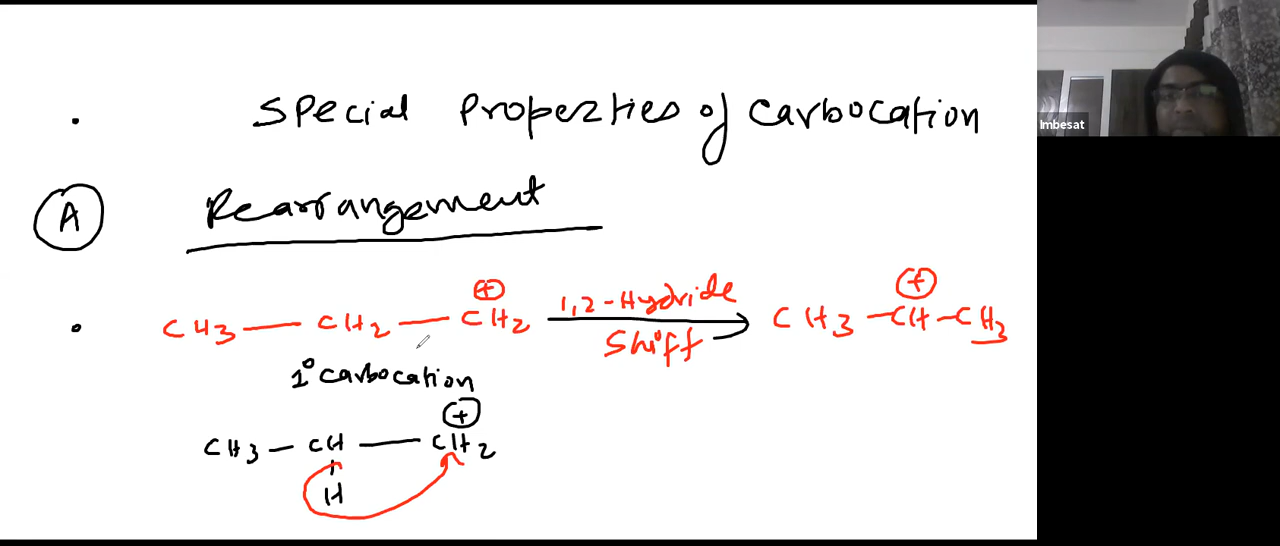 • Special Properties of Carbocation
Imbesat
A Rearrangement
• CH3 — CH2 — CH2 ⊕ 1,2-Hydride Shift → CH3 — CH ⊕ — CH3
1° carbocation
CH3 — CH — CH2 ⊕
H